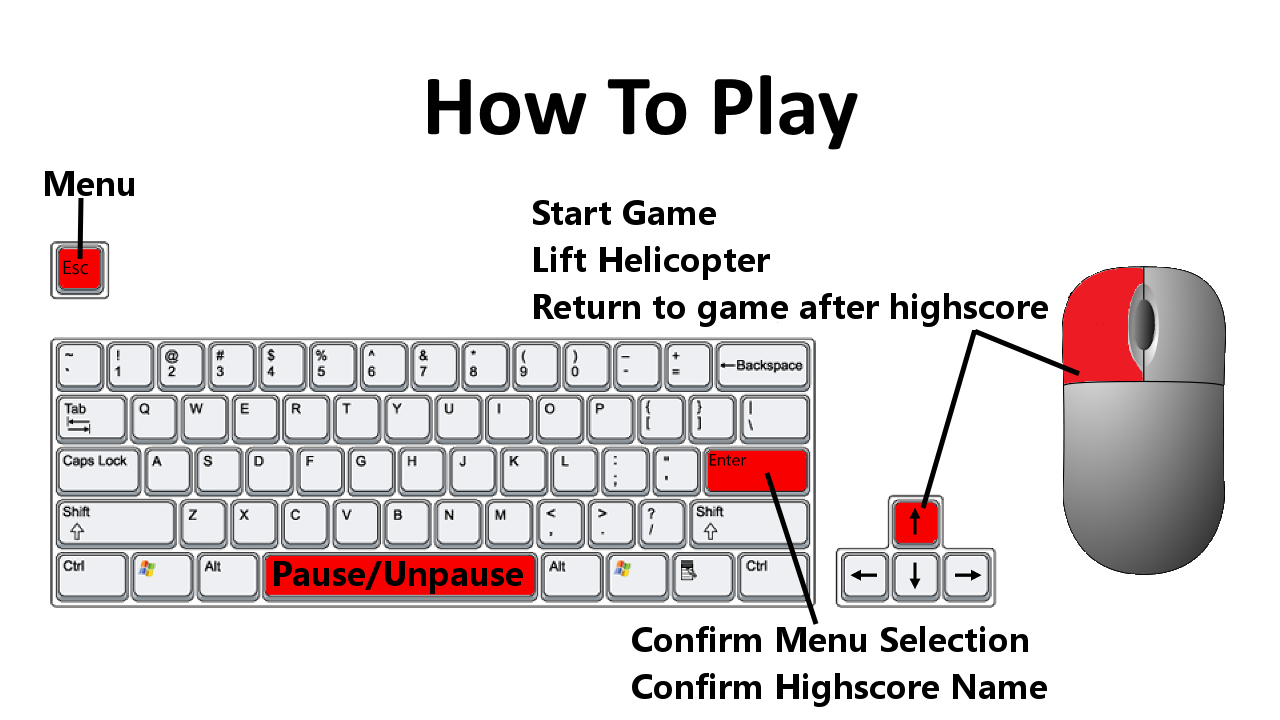 How To Play
Menu
Start Game
Lift Helicopter
Return to game after highscore
Esc
~ ! @ # $ % ^ & * ( ) – +
` 1 2 3 4 5 6 7 8 9 0 - = ←Backspace
Tab Q W E R T Y U I O P { } |
[ ] \
Caps Lock A S D F G H J K L : " Enter
; '
Shift Z X C V B N M < > ? Shift
, . /
Ctrl Alt Pause/Unpause Alt Ctrl
Confirm Menu Selection
Confirm Highscore Name